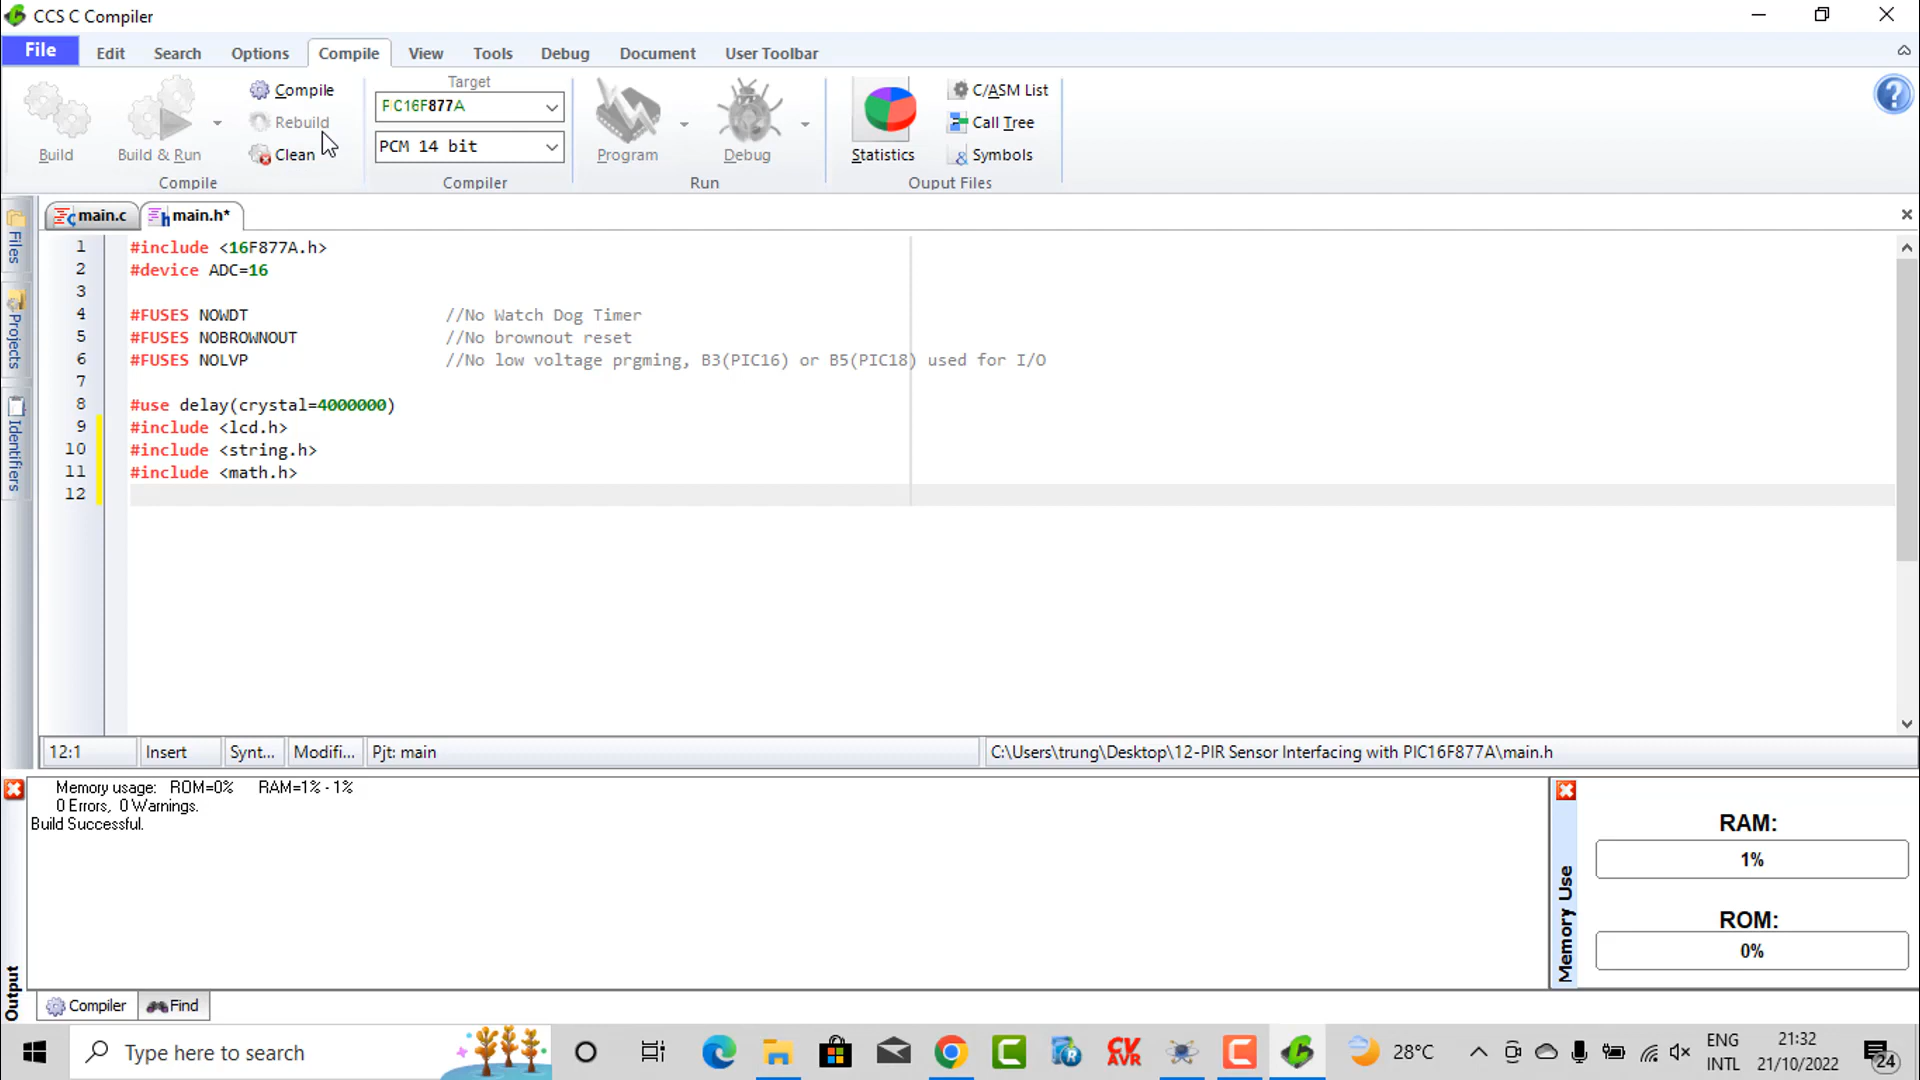 CCS C Compiler
File Edit Search Options Compile View Tools Debug Document User Toolbar
Build
Build & Run
Compile
Rebuild
Clean
Compile
Target
PIC16F877A
PCM 14 bit
Compiler
Program
Debug
Run
Statistics
C/ASM List
Call Tree
Symbols
Ouput Files
Files
Projects
Identifiers
main.c main.h*
1 #include <16F877A.h>
2 #device ADC=16
3
4 #FUSES NOWDT //No Watch Dog Timer
5 #FUSES NOBROWNOUT //No brownout reset
6 #FUSES NOLVP //No low voltage prgming, B3(PIC16) or B5(PIC18) used for I/O
7
8 #use delay(crystal=4000000)
9 #include <lcd.h>
10 #include <string.h>
11 #include <math.h>
12
12:1 Insert Synt... Modifi... Pjt: main C:\Users\trung\Desktop\12-PIR Sensor Interfacing with PIC16F877A\main.h
Memory usage: ROM=0% RAM=1% - 1%
0 Errors, 0 Warnings.
Build Successful.
Output
Compiler Find
Memory Use
RAM:
1%
ROM:
0%
Type here to search
CV
AVR
28°C
ENG
INTL
21:32
21/10/2022
24